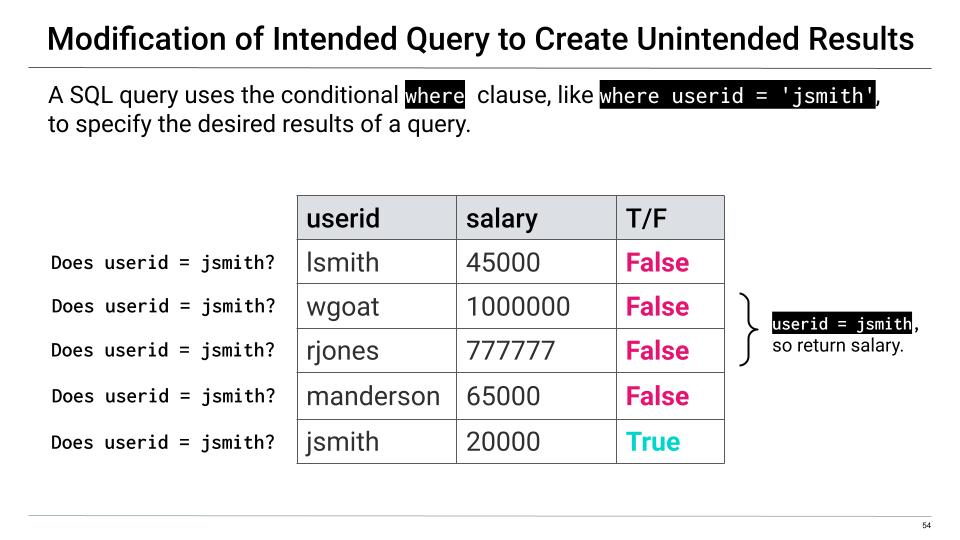 Modification of Intended Query to Create Unintended Results
A SQL query uses the conditional where clause, like where userid = 'jsmith',
to specify the desired results of a query.
userid salary T/F
Does userid = jsmith? lsmith 45000 False
Does userid = jsmith? wgoat 1000000 False
Does userid = jsmith? rjones 777777 False
userid = jsmith,
so return salary.
Does userid = jsmith? manderson 65000 False
Does userid = jsmith? jsmith 20000 True
54